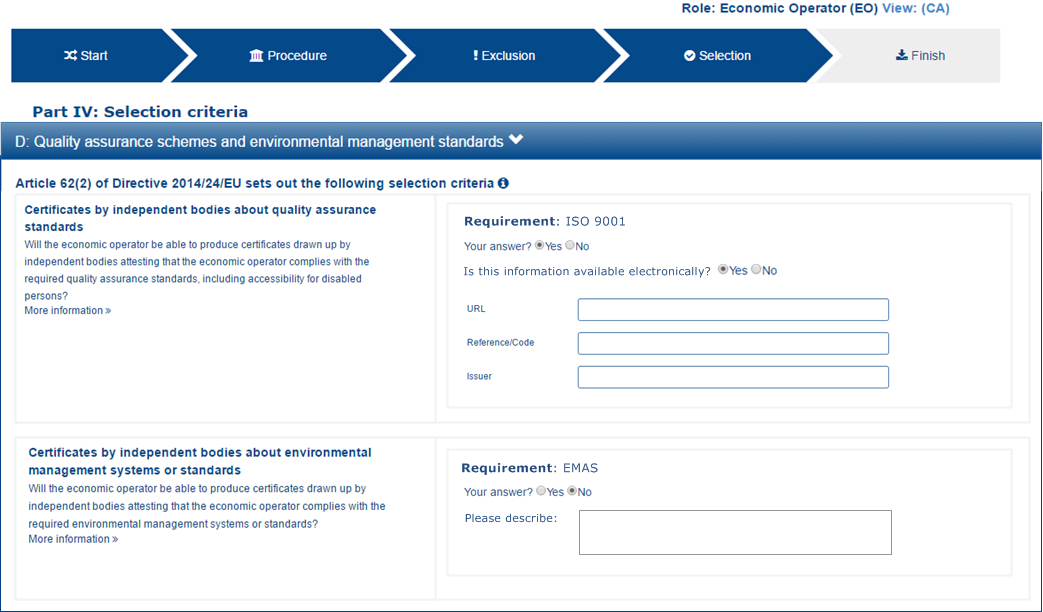 Role: Economic Operator (EO) View: (CA)
Start
Procedure
Exclusion
Selection
Finish
Part IV: Selection criteria
D: Quality assurance schemes and environmental management standards
Article 62(2) of Directive 2014/24/EU sets out the following selection criteria
Certificates by independent bodies about quality assurance
standards
Will the economic operator be able to produce certificates drawn up by
independent bodies attesting that the economic operator complies with the
required quality assurance standards, including accessibility for disabled
persons?
More information »
Requirement: ISO 9001
Your answer? Yes No
Is this information available electronically? Yes No
URL
Reference/Code
Issuer
Certificates by independent bodies about environmental
management systems or standards
Will the economic operator be able to produce certificates drawn up by
independent bodies attesting that the economic operator complies with the
required environmental management systems or standards?
More information »
Requirement: EMAS
Your answer? Yes No
Please describe: